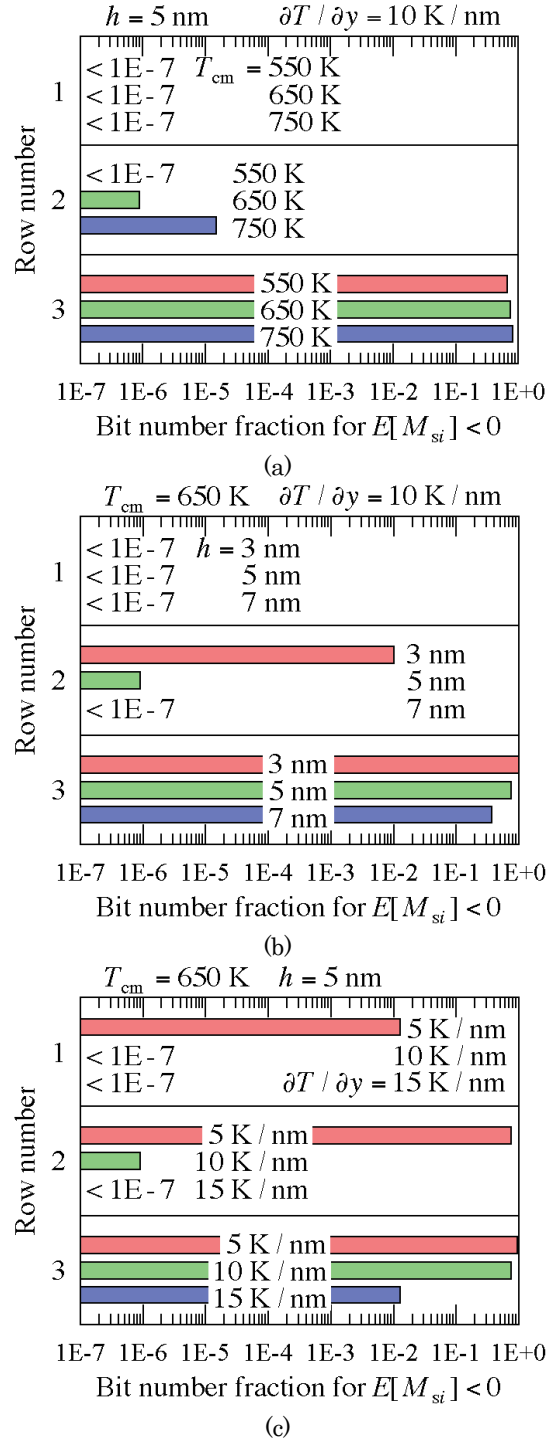 h = 5 nm ∂T / ∂y = 10 K / nm
< 1E - 7 T_cm = 550 K
1 < 1E - 7 650 K
< 1E - 7 750 K
< 1E - 7 550 K
2 650 K
750 K
550 K
3 650 K
750 K
Row number
1E-7 1E-6 1E-5 1E-4 1E-3 1E-2 1E-1 1E+0
Bit number fraction for E[M_si] < 0
(a)
T_cm = 650 K ∂T / ∂y = 10 K / nm
< 1E - 7 h = 3 nm
1 < 1E - 7 5 nm
< 1E - 7 7 nm
3 nm
2 5 nm
< 1E - 7 7 nm
3 nm
3 5 nm
7 nm
Row number
1E-7 1E-6 1E-5 1E-4 1E-3 1E-2 1E-1 1E+0
Bit number fraction for E[M_si] < 0
(b)
T_cm = 650 K h = 5 nm
5 K / nm
1 < 1E - 7 10 K / nm
< 1E - 7 ∂T / ∂y = 15 K / nm
5 K / nm
2 10 K / nm
< 1E - 7 15 K / nm
5 K / nm
3 10 K / nm
15 K / nm
Row number
1E-7 1E-6 1E-5 1E-4 1E-3 1E-2 1E-1 1E+0
Bit number fraction for E[M_si] < 0
(c)